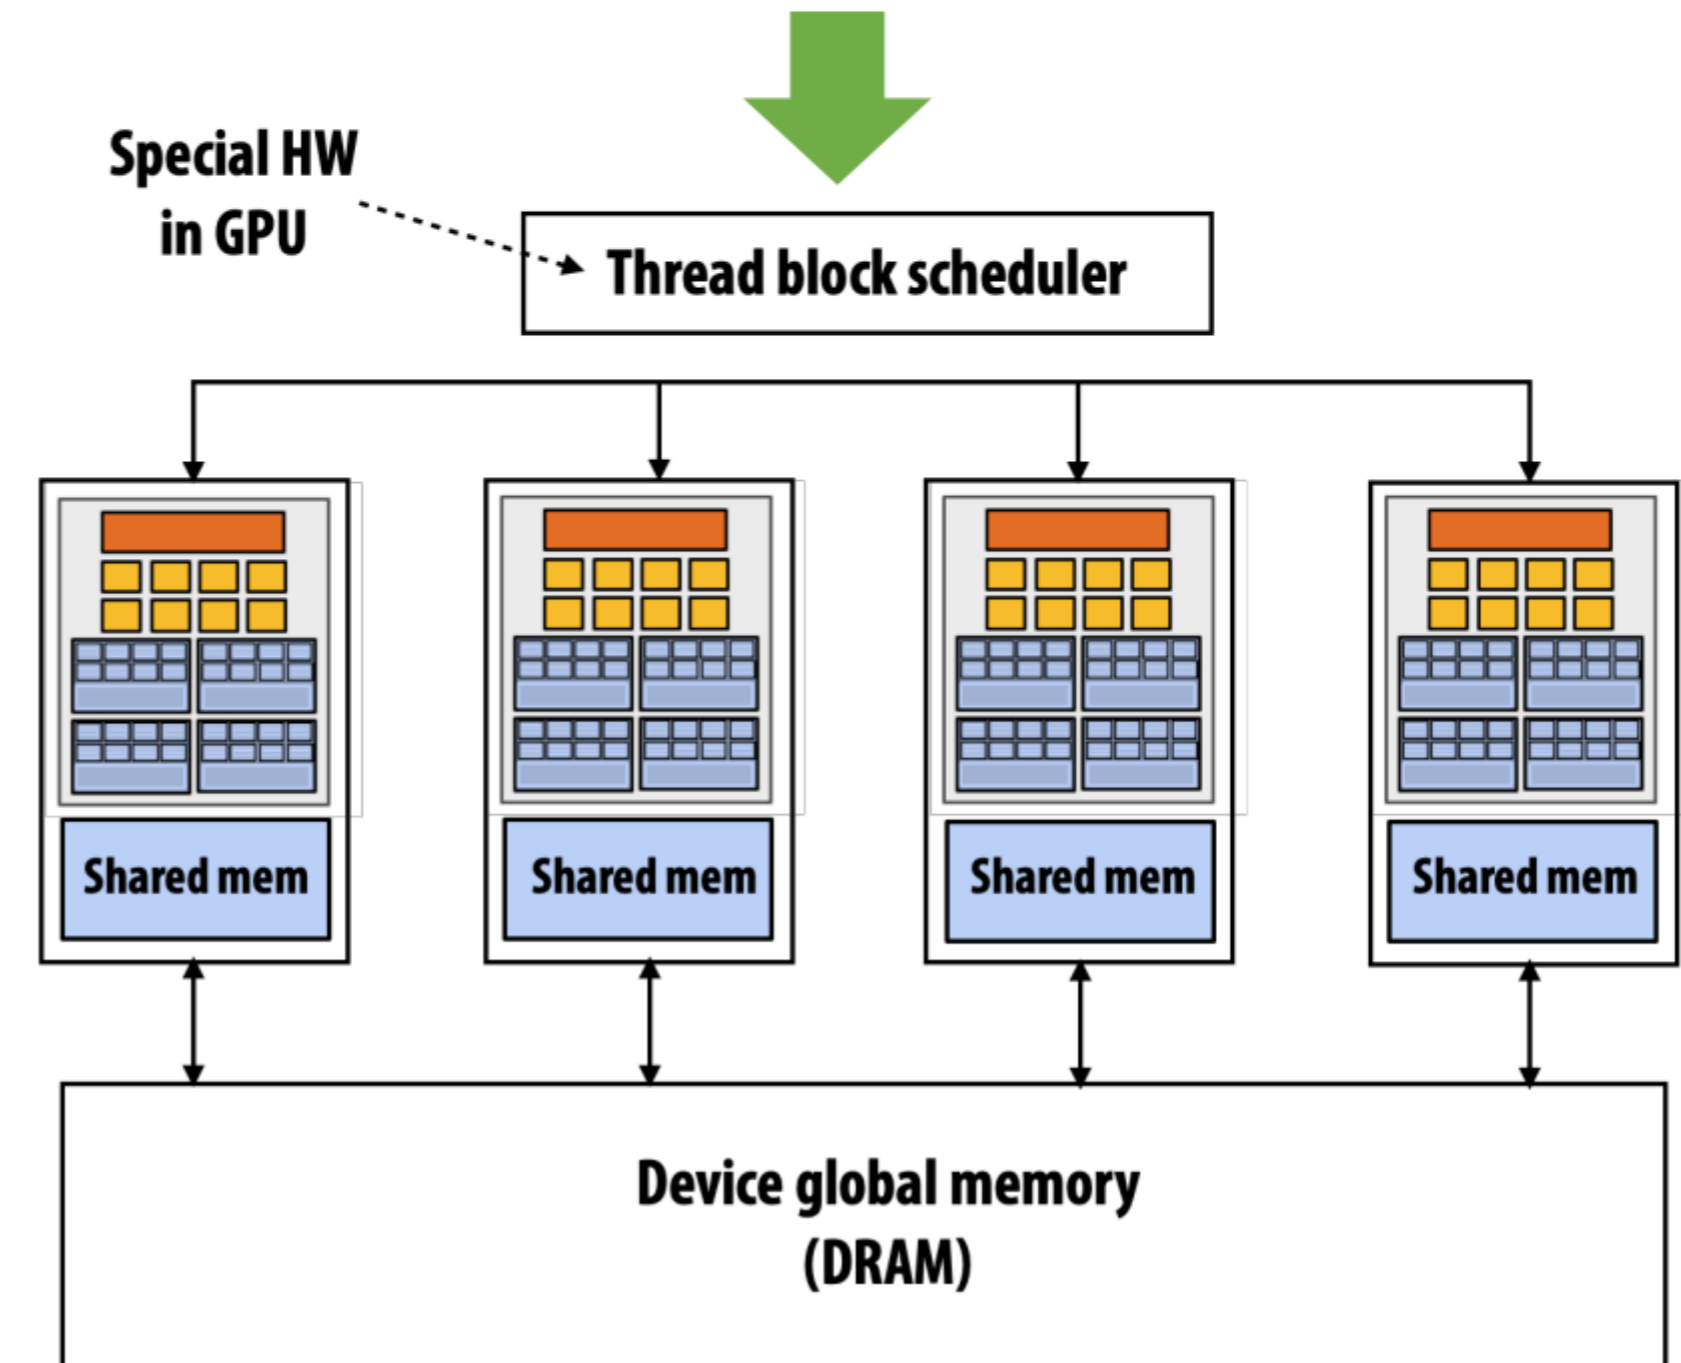 Special HW
in GPU
Thread block scheduler
Shared mem
Shared mem
Shared mem
Shared mem
Device global memory
(DRAM)